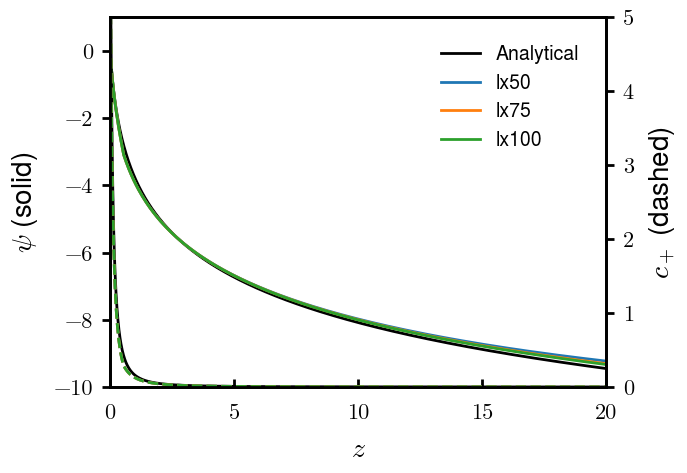 ψ (solid)
0
−2
−4
−6
−8
−10
0
5
10
15
20
z
5
4
3
2
1
0
c₊ (dashed)
Analytical
lx50
lx75
lx100